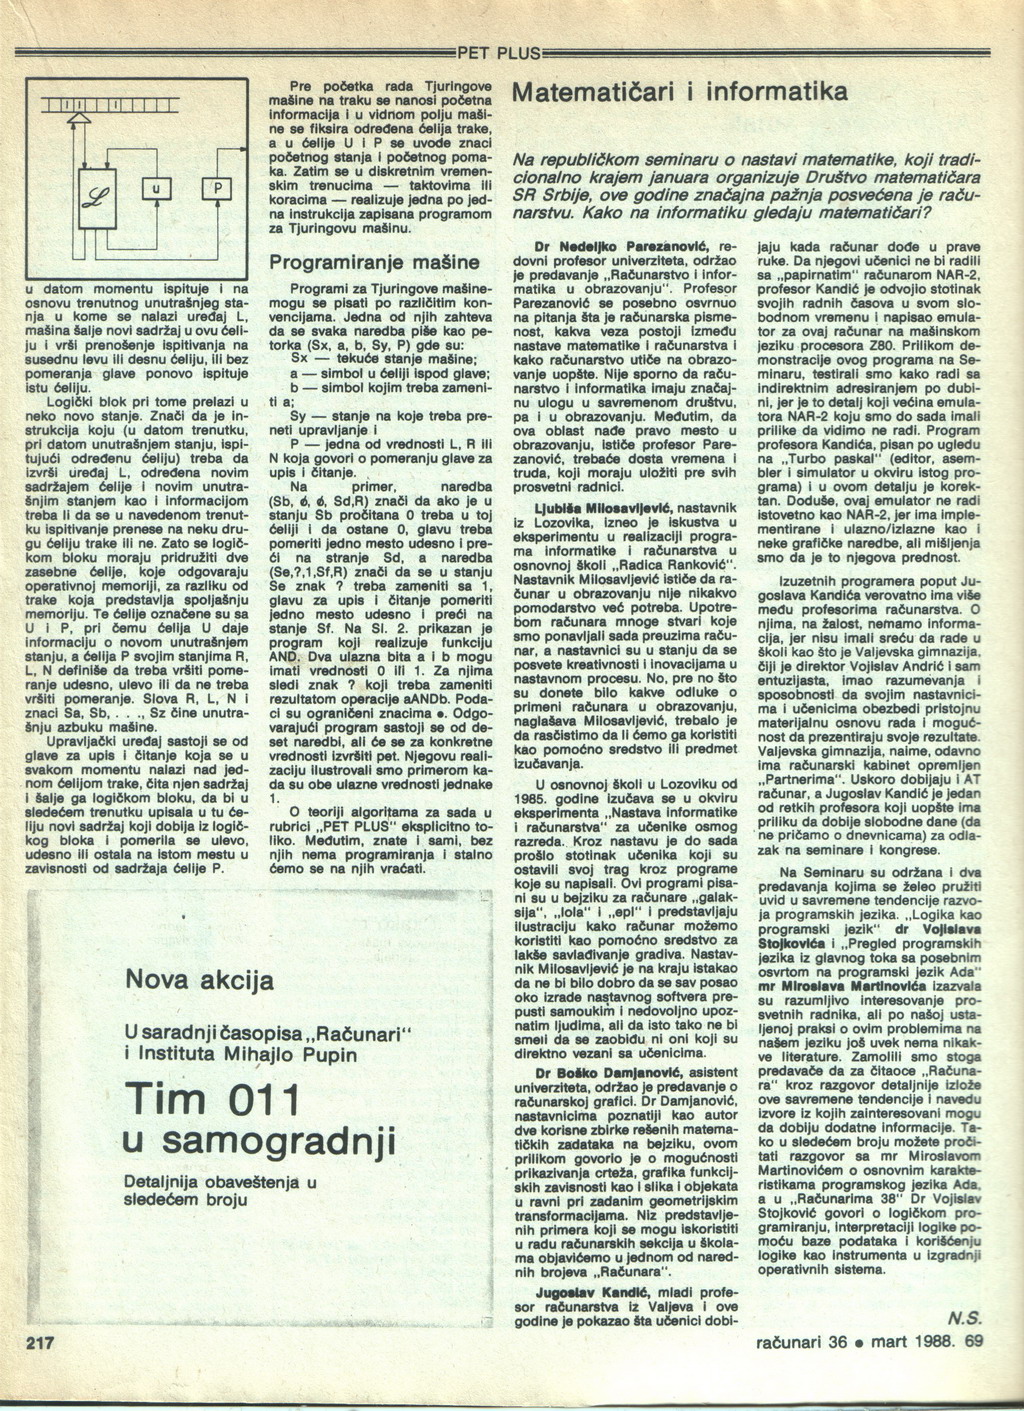 PET PLUS
L
U
P
u datom momentu ispituje i na
osnovu trenutnog unutrašnjeg sta-
nja u kome se nalazi uređaj L,
mašina šalje novi sadržaj u ovu ćeli-
ju i vrši prenošenje ispitivanja na
susednu levu ili desnu ćeliju, ili bez
pomeranja glave ponovo ispituje
istu ćeliju.
Logički blok pri tome prelazi u
neko novo stanje. Znači da je in-
strukcija koju (u datom trenutku,
pri datom unutrašnjem stanju, ispi-
tujući određenu ćeliju) treba da
izvrši uređaj L, određena novim
sadržajem ćelije i novim unutra-
šnjim stanjem kao i informacijom
treba li da se u navedenom trenut-
ku ispitivanje prenese na neku dru-
gu ćeliju trake ili ne. Zato se logič-
kom bloku moraju pridružiti dve
zasebne ćelije, koje odgovaraju
operativnoj memoriji, za razliku od
trake koja predstavlja spoljašnju
memoriju. Te ćelije označene su sa
U i P, pri čemu ćelija U daje
informaciju o novom unutrašnjem
stanju, a ćelija P svojim stanjima R,
L, N definiše da treba vršiti pome-
ranje udesno, ulevo ili da ne treba
vršiti pomeranje. Slova R, L, N i
znaci Sa, Sb, . . ., Sz čine unutra-
šnju azbuku mašine.
Upravljački uređaj sastoji se od
glave za upis i čitanje koja se u
svakom momentu nalazi nad jed-
nom ćelijom trake, čita njen sadržaj
i šalje ga logičkom bloku, da bi u
sledećem trenutku upisala u tu će-
liju novi sadržaj koji dobija iz logič-
kog bloka i pomerila se ulevo,
udesno ili ostala na istom mestu u
zavisnosti od sadržaja ćelije P.
Pre početka rada Tjuringove
mašine na traku se nanosi početna
informacija i u vidnom polju maši-
ne se fiksira određena ćelija trake,
a u ćelije U i P se uvode znaci
početnog stanja i početnog poma-
ka. Zatim se u diskretnim vremen-
skim trenucima — taktovima ili
koracima — realizuje jedna po jed-
na instrukcija zapisana programom
za Tjuringovu mašinu.
Programiranje mašine
Programi za Tjuringove mašine-
mogu se pisati po različitim kon-
vencijama. Jedna od njih zahteva
da se svaka naredba piše kao pe-
torka (Sx, a, b, Sy, P) gde su:
Sx — tekuće stanje mašine;
a — simbol u ćeliji ispod glave;
b — simbol kojim treba zameni-
ti a;
Sy — stanje na koje treba pre-
neti upravljanje i
P — jedna od vrednosti L, R ili
N koja govori o pomeranju glave za
upis i čitanje.
Na primer, naredba
(Sb, ø, ø, Sd,R) znači da ako je u
stanju Sb pročitana 0 treba u toj
ćeliji i da ostane 0, glavu treba
pomeriti jedno mesto udesno i pre-
ći na stranje Sd, a naredba
(Se,?,1,Sf,R) znači da se u stanju
Se znak ? treba zameniti sa 1,
glavu za upis i čitanje pomeriti
jedno mesto udesno i preći na
stanje Sf. Na Sl. 2. prikazan je
program koji realizuje funkciju
AND. Dva ulazna bita a i b mogu
imati vrednosti 0 ili 1. Za njima
sledi znak ? koji treba zameniti
rezultatom operacije aANDb. Poda-
ci su ograničeni znacima •. Odgo-
varajući program sastoji se od de-
set naredbi, ali će se za konkretne
vrednosti izvršiti pet. Njegovu reali-
zaciju ilustrovali smo primerom ka-
da su obe ulazne vrednosti jednake
1.
O teoriji algoritama za sada u
rubrici „PET PLUS“ eksplicitno to-
liko. Međutim, znate i sami, bez
njih nema programiranja i stalno
ćemo se na njih vraćati.
Nova akcija
U saradnji časopisa „Računari“
i Instituta Mihajlo Pupin
Tim 011
u samogradnji
Detaljnija obaveštenja u
sledećem broju
Matematičari i informatika
Na republičkom seminaru o nastavi matematike, koji tradi-
cionalno krajem januara organizuje Društvo matematičara
SR Srbije, ove godine značajna pažnja posvećena je raču-
narstvu. Kako na informatiku gledaju matematičari?
Dr Nedeljko Parezanović, re-
dovni profesor univerziteta, održao
je predavanje „Računarstvo i infor-
matika u obrazovanju“. Profesor
Parezanović se posebno osvrnuo
na pitanja šta je računarska pisme-
nost, kakva veza postoji između
nastave matematike i računarstva i
kako računarstvo utiče na obrazo-
vanje uopšte. Nije sporno da raču-
narstvo i informatika imaju značaj-
nu ulogu u savremenom društvu,
pa i u obrazovanju. Međutim, da
ova oblast nađe pravo mesto u
obrazovanju, ističe profesor Pare-
zanović, trebaće dosta vremena i
truda, koji moraju uložiti pre svih
prosvetni radnici.
Ljubiša Milosavljević, nastavnik
iz Lozovika, izneo je iskustva u
eksperimentu u realizaciji progra-
ma informatike i računarstva u
osnovnoj školi „Radica Ranković“.
Nastavnik Milosavljević ističe da ra-
čunar u obrazovanju nije nikakvo
pomodarstvo već potreba. Upotre-
bom računara mnoge stvari koje
smo ponavljali sada preuzima raču-
nar, a nastavnici su u stanju da se
posvete kreativnosti i inovacijama u
nastavnom procesu. No, pre no što
su donete bilo kakve odluke o
primeni računara u obrazovanju,
naglašava Milosavljević, trebalo je
da rasčistimo da li ćemo ga koristiti
kao pomoćno sredstvo ili predmet
izučavanja.
U osnovnoj školi u Lozoviku od
1985. godine izučava se u okviru
eksperimenta „Nastava informatike
i računarstva“ za učenike osmog
razreda. Kroz nastavu je do sada
prošlo stotinak učenika koji su
ostavili svoj trag kroz programe
koje su napisali. Ovi programi pisa-
ni su u bejziku za računare „galak-
sija“, „lola“ i „epl“ i predstavljaju
ilustraciju kako računar možemo
koristiti kao pomoćno sredstvo za
lakše savlađivanje gradiva. Nastav-
nik Milosavljević je na kraju istakao
da ne bi bilo dobro da se sav posao
oko izrade nastavnog softvera pre-
pusti samoukim i nedovoljno upoz-
natim ljudima, ali da isto tako ne bi
smeli da se zaobiđu ni oni koji su
direktno vezani sa učenicima.
Dr Boško Damjanović, asistent
univerziteta, održao je predavanje o
računarskoj grafici. Dr Damjanović,
nastavnicima poznatiji kao autor
dve korisne zbirke rešenih matema-
tičkih zadataka na bejziku, ovom
prilikom govorio je o mogućnosti
prikazivanja crteža, grafika funkcij-
skih zavisnosti kao i slika i objekata
u ravni pri zadanim geometrijskim
transformacijama. Niz predstavlje-
nih primera koji se mogu iskoristiti
u radu računarskih sekcija u škola-
ma objavićemo u jednom od nared-
nih brojeva „Računara“.
Jugoslav Kandić, mladi profe-
sor računarstva iz Valjeva i ove
godine je pokazao šta učenici dobi-
jaju kada računar dođe u prave
ruke. Da njegovi učenici ne bi radili
sa „papirnatim“ računarom NAR-2,
profesor Kandić je odvojio stotinak
svojih radnih časova u svom slo-
bodnom vremenu i napisao emula-
tor za ovaj računar na mašinskom
jeziku procesora Z80. Prilikom de-
monstracije ovog programa na Se-
minaru, testirali smo kako radi sa
indirektnim adresiranjem po dubi-
ni, jer je to detalj koji većina emula-
tora NAR-2 koju smo do sada imali
prilike da vidimo ne radi. Program
profesora Kandića, pisan po ugledu
na „Turbo paskal“ (editor, asem-
bler i simulator u okviru istog pro-
grama) i u ovom detalju je korek-
tan. Doduše, ovaj emulator ne radi
istovetno kao NAR-2, jer ima imple-
mentirane i ulazno/izlazne kao i
neke grafičke naredbe, ali mišljenja
smo da je to njegova prednost.
Izuzetnih programera poput Ju-
goslava Kandića verovatno ima više
među profesorima računarstva. O
njima, na žalost, nemamo informa-
cija, jer nisu imali sreću da rade u
školi kao što je Valjevska gimnazija,
čiji je direktor Vojislav Andrić i sam
entuzijasta, imao razumevanja i
sposobnosti da svojim nastavnici-
ma i učenicima obezbedi pristojnu
materijalnu osnovu rada i moguć-
nost da prezentiraju svoje rezultate.
Valjevska gimnazija, naime, odavno
ima računarski kabinet opremljen
„Partnerima“. Uskoro dobijaju i AT
računar, a Jugoslav Kandić je jedan
od retkih profesora koji uopšte ima
priliku da dobije slobodne dane (da
ne pričamo o dnevnicama) za odla-
zak na seminare i kongrese.
Na Seminaru su održana i dva
predavanja kojima se želeo pružiti
uvid u savremene tendencije razvo-
ja programskih jezika. „Logika kao
programski jezik“ dr Vojislava
Stojkovića i „Pregled programskih
jezika iz glavnog toka sa posebnim
osvrtom na programski jezik Ada“
mr Miroslava Martinovića izazvala
su razumljivo interesovanje pro-
svetnih radnika, ali po našoj usta-
ljenoj praksi o ovim problemima na
našem jeziku još uvek nema nikak-
ve literature. Zamolili smo stoga
predavače da za čitaoce „Računa-
ra“ kroz razgovor detaljnije izlože
ove savremene tendencije i navedu
izvore iz kojih zainteresovani mogu
da dobiju dodatne informacije. Ta-
ko u sledećem broju možete proči-
tati razgovor sa mr Miroslavom
Martinovićem o osnovnim karakte-
ristikama programskog jezika Ada,
a u „Računarima 38“ Dr Vojislav
Stojković govori o logičkom pro-
gramiranju, interpretaciji logike po-
moću baze podataka i korišćenju
logike kao instrumenta u izgradnji
operativnih sistema.
N.S.
217
računari 36 • mart 1988. 69